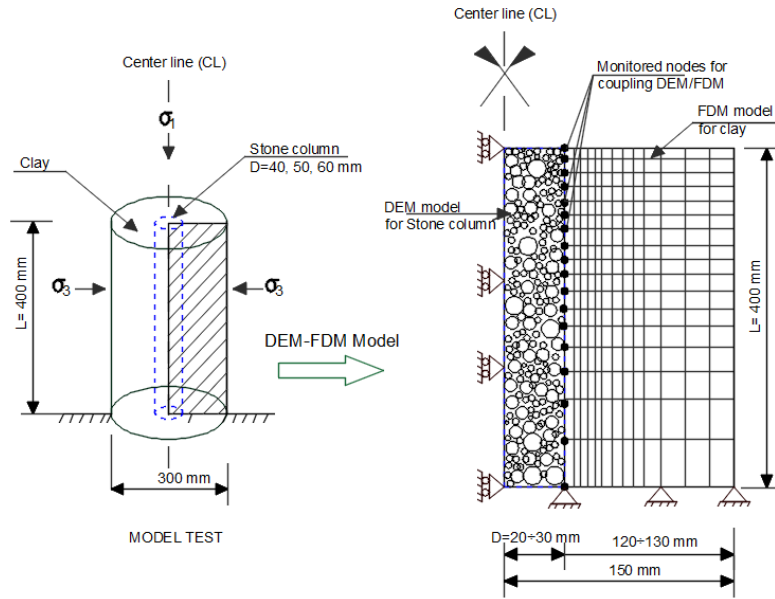 Center line (CL)
σ1
Clay
Stone column
D=40, 50, 60 mm
L= 400 mm
σ3
σ3
300 mm
MODEL TEST
DEM-FDM Model
Center line (CL)
Monitored nodes for
coupling DEM/FDM
FDM model
for clay
DEM model
for Stone column
L= 400 mm
D=20÷30 mm
120÷130 mm
150 mm